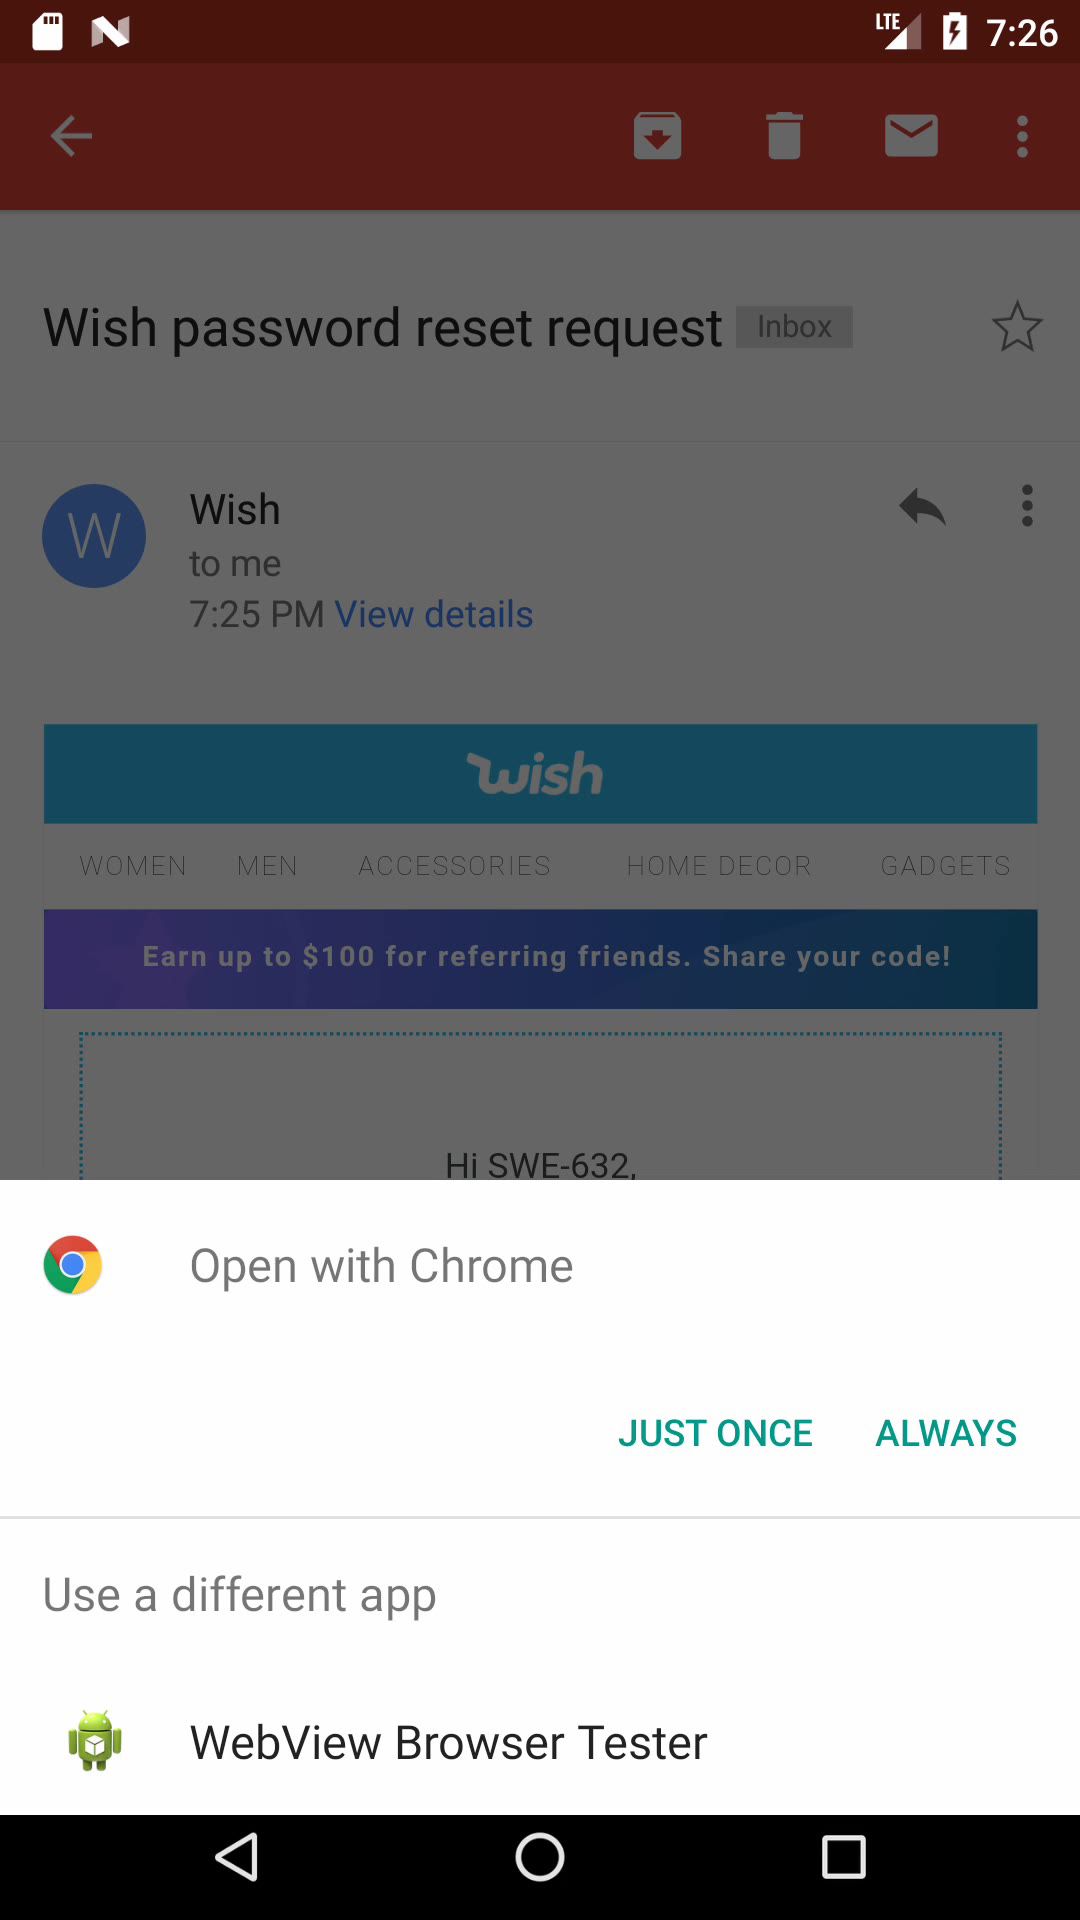 LTE 7:26
Wish password reset request Inbox
W
Wish
to me
7:25 PM View details
wish
WOMEN MEN ACCESSORIES HOME DECOR GADGETS
Earn up to $100 for referring friends. Share your code!
Hi SWE-632,
Open with Chrome
JUST ONCE ALWAYS
Use a different app
WebView Browser Tester